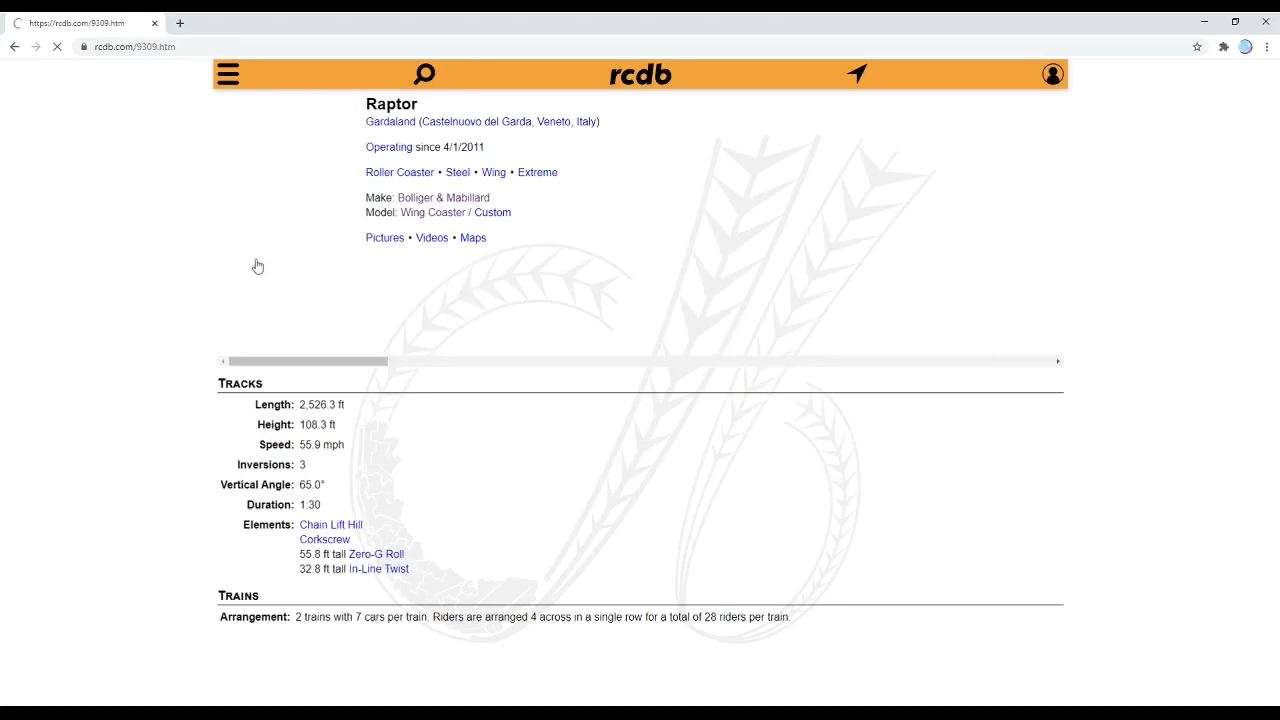 https://rcdb.com/9309.htm
rcdb.com/9309.htm
rcdb
Raptor
Gardaland (Castelnuovo del Garda, Veneto, Italy)
Operating since 4/1/2011
Roller Coaster • Steel • Wing • Extreme
Make: Bolliger & Mabillard
Model: Wing Coaster / Custom
Pictures • Videos • Maps
Tracks
Length: 2,526.3 ft
Height: 108.3 ft
Speed: 55.9 mph
Inversions: 3
Vertical Angle: 65.0°
Duration: 1:30
Elements: Chain Lift Hill
Corkscrew
55.8 ft tall Zero-G Roll
32.8 ft tall In-Line Twist
Trains
Arrangement: 2 trains with 7 cars per train. Riders are arranged 4 across in a single row for a total of 28 riders per train.